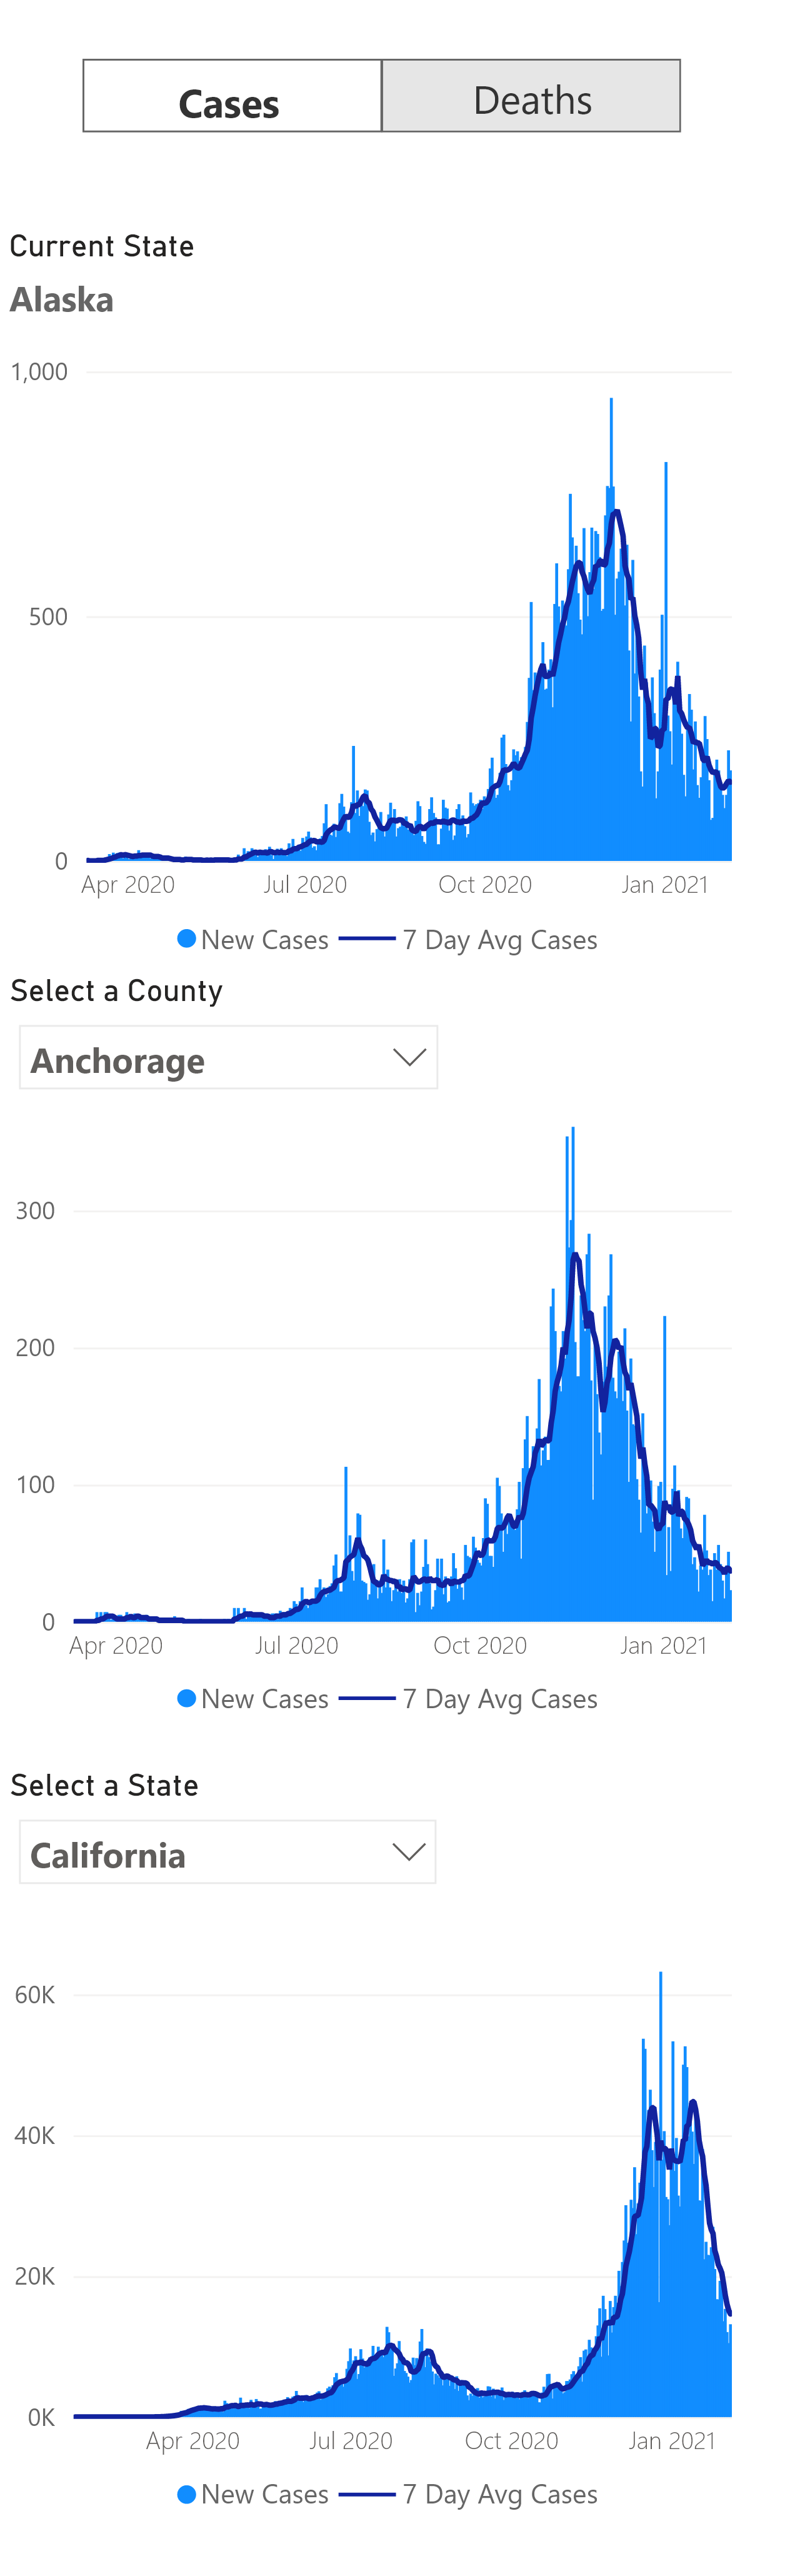 Cases Deaths
Current State
Alaska
1,000
500
0
Apr 2020 Jul 2020 Oct 2020 Jan 2021
New Cases 7 Day Avg Cases
Select a County
Anchorage
300
200
100
0
Apr 2020 Jul 2020 Oct 2020 Jan 2021
New Cases 7 Day Avg Cases
Select a State
California
60K
40K
20K
0K
Apr 2020 Jul 2020 Oct 2020 Jan 2021
New Cases 7 Day Avg Cases